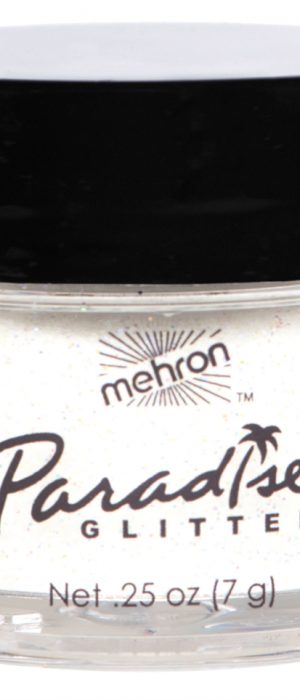 mehron
TM
Paradise
GLITTE
Net .25 oz (7 g)